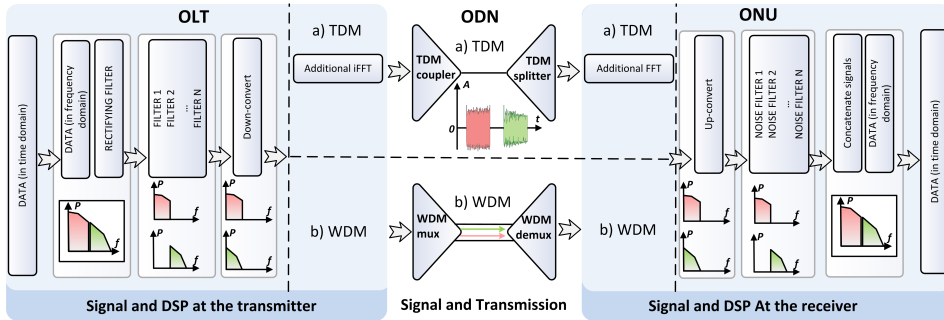 OLT
ODN
ONU
DATA (in time domain)
DATA (in frequency
domain)
RECTIFYING FILTER
P
f
FILTER 1
FILTER 2
...
FILTER N
P
f
P
f
Down-convert
P
f
P
f
a) TDM
Additional iFFT
b) WDM
a) TDM
TDM
coupler
TDM
splitter
A
0
t
b) WDM
WDM
mux
WDM
demux
a) TDM
Additional FFT
b) WDM
Up-convert
P
f
P
f
NOISE FILTER 1
NOISE FILTER 2
...
NOISE FILTER N
P
f
P
f
Concatenate signals
DATA (in frequency
domain)
P
f
DATA (in time domain)
Signal and DSP at the transmitter
Signal and Transmission
Signal and DSP At the receiver